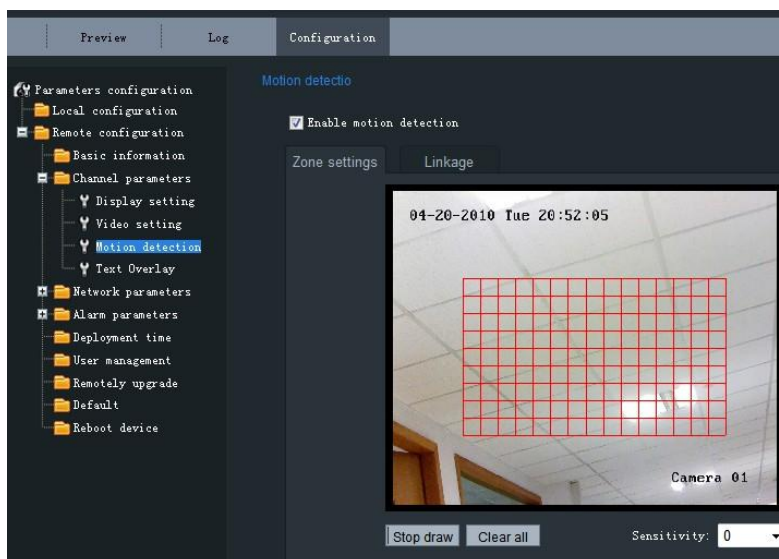 Preview
Log
Configuration
Parameters configuration
Local configuration
Remote configuration
Basic information
Channel parameters
Display setting
Video setting
Motion detection
Text Overlay
Network parameters
Alarm parameters
Deployment time
User management
Remotely upgrade
Default
Reboot device
Motion detectio
Enable motion detection
Zone settings
Linkage
04-20-2010 Tue 20:52:05
Camera 01
Stop draw
Clear all
Sensitivity: 0